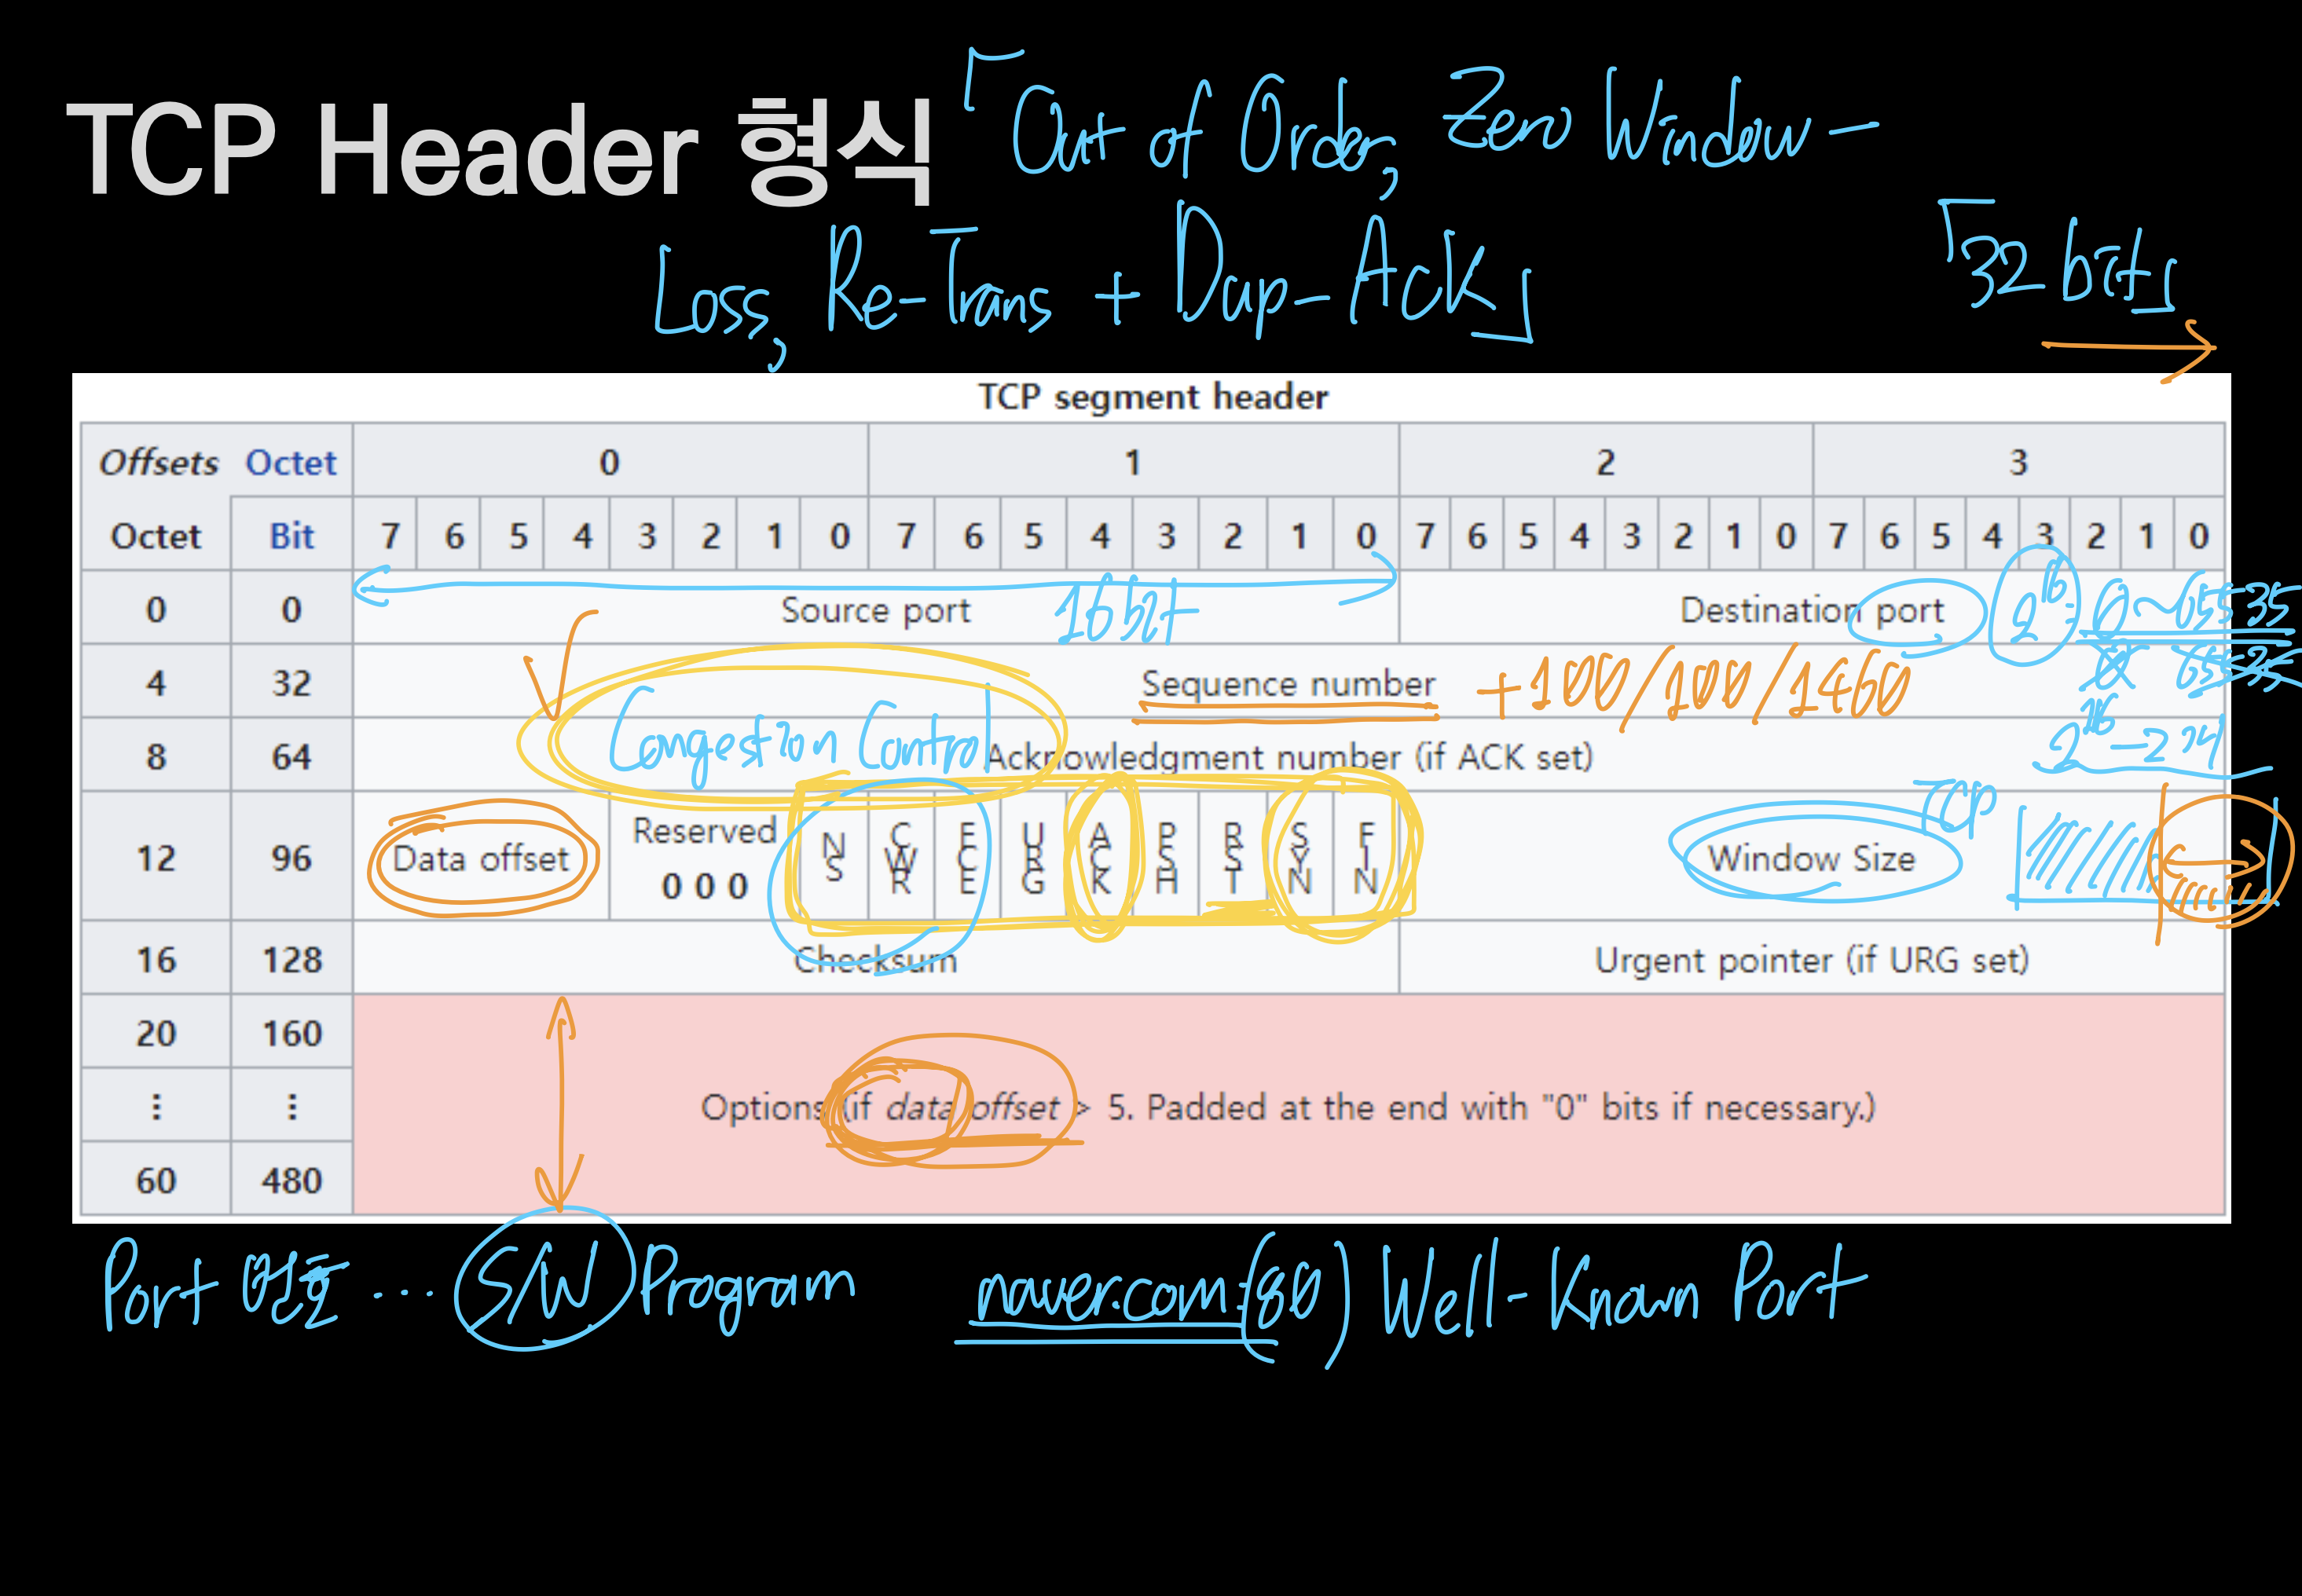 TCP Header 형식 「Out of Order, Zero Window –
Loss, Re-Trans + Dup-Ack」
「32 bits」
TCP segment header
Offsets Octet 0 1 2 3
Octet Bit 7 6 5 4 3 2 1 0 7 6 5 4 3 2 1 0 7 6 5 4 3 2 1 0 7 6 5 4 3 2 1 0
0 0 Source port 16bit Destination port 2^16: 0~65535
4 32 Sequence number +100/100/1460 0 65535
8 64 Congestion Control Acknowledgment number (if ACK set) 2^16
12 96 Data offset Reserved 0 0 0 NS CWR ECE URG ACK PSH RST SYN FIN Window Size TCP
16 128 Checksum Urgent pointer (if URG set)
20 160
⋮ ⋮ Options (if data offset > 5. Padded at the end with "0" bits if necessary.)
60 480
Port 번호 ... S/W Program naver.com:(80) Well-Known Port